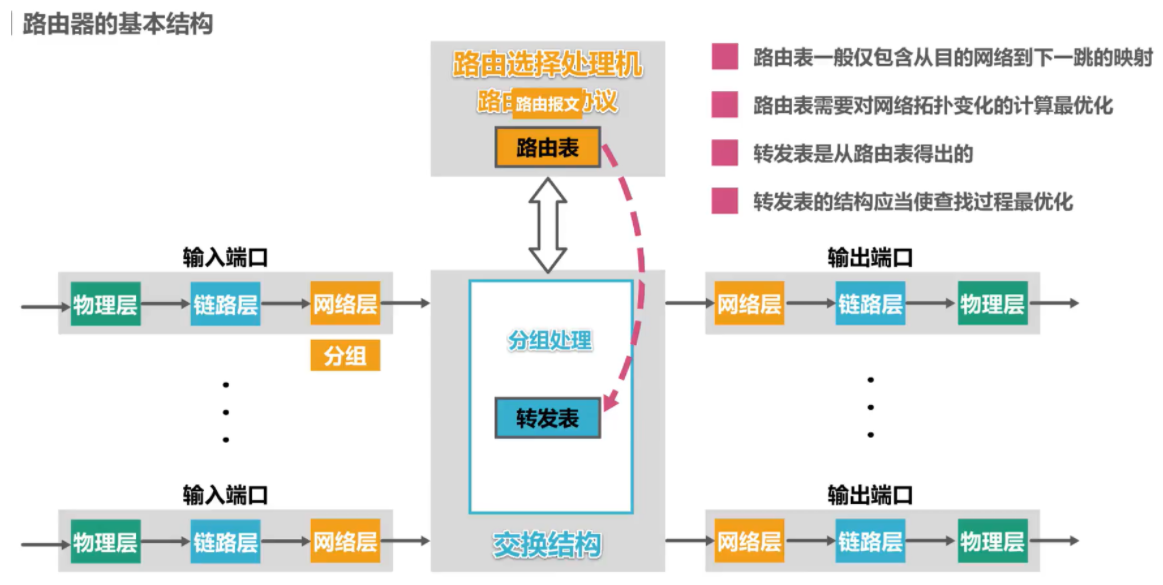 路由器的基本结构
路由选择处理机
路由 协议
路由报文
路由表
路由表一般仅包含从目的网络到下一跳的映射
路由表需要对网络拓扑变化的计算最优化
转发表是从路由表得出的
转发表的结构应当使查找过程最优化
输入端口
物理层 链路层 网络层
分组
输入端口
物理层 链路层 网络层
分组处理
转发表
交换结构
输出端口
网络层 链路层 物理层
输出端口
网络层 链路层 物理层